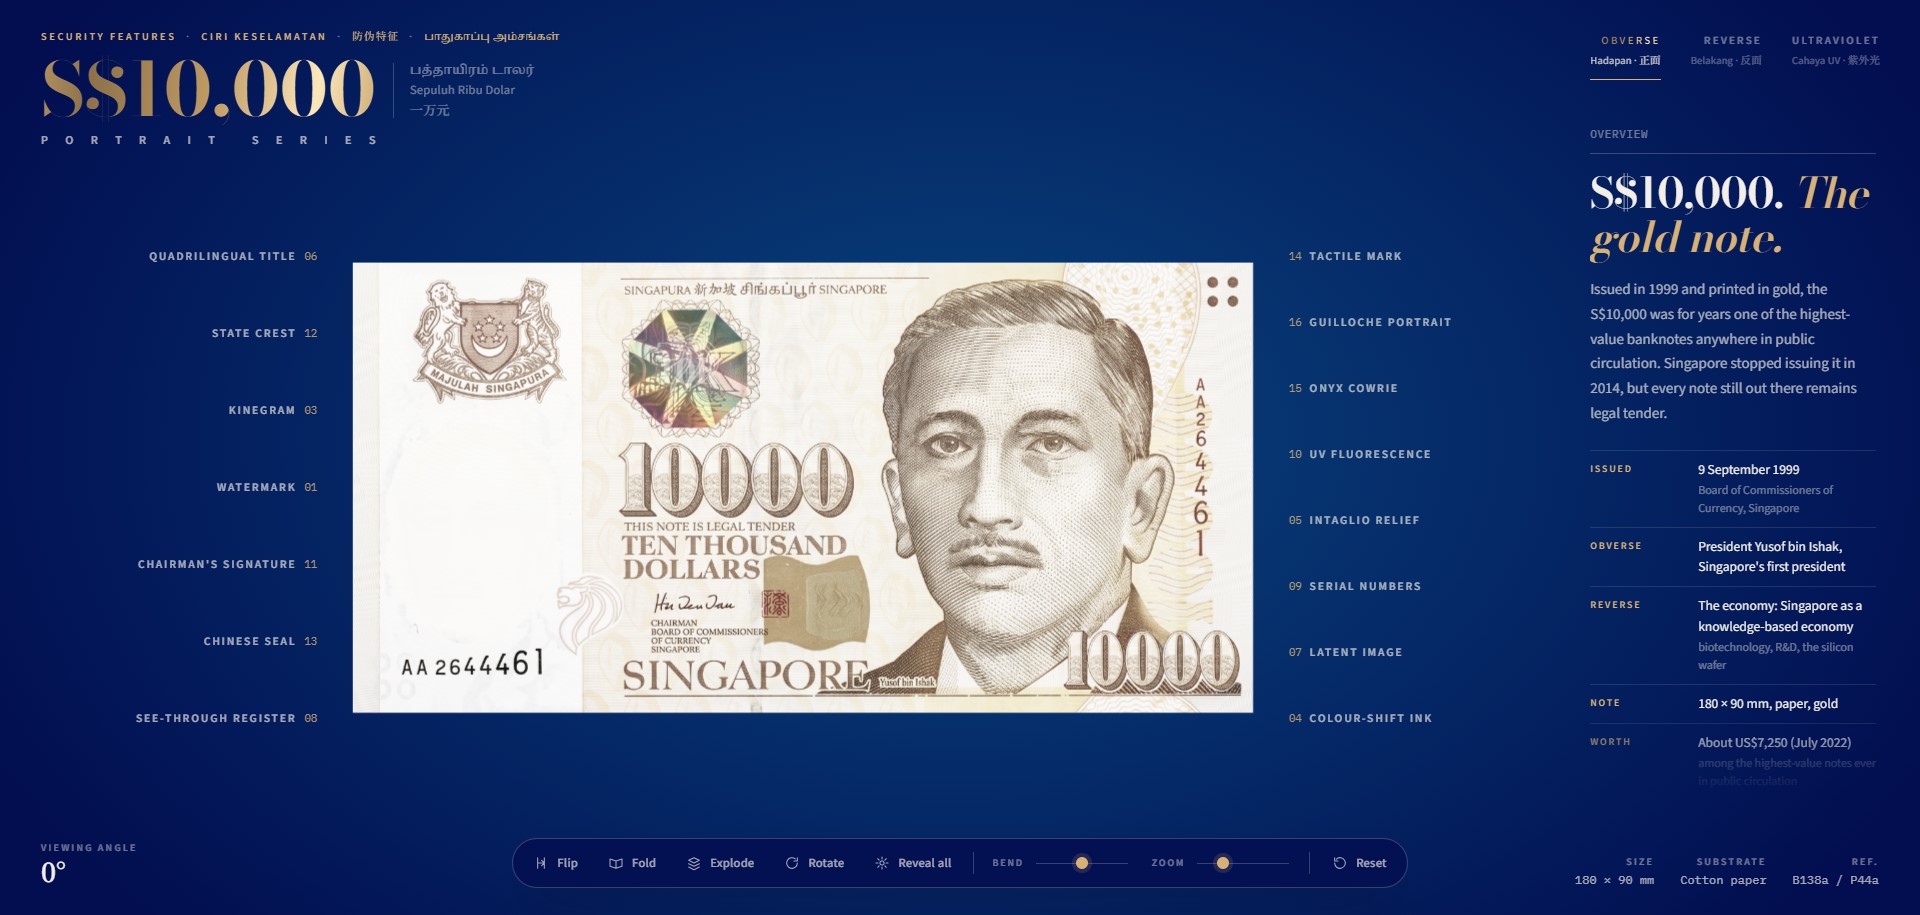 SECURITY FEATURES · CIRI KESELAMATAN · 防伪特征 · பாதுகாப்பு அம்சங்கள்
S$10,000
பத்தாயிரம் டாலர்
Sepuluh Ribu Dolar
一万元
PORTRAIT SERIES
OBVERSE
Hadapan · 正面
REVERSE
Belakang · 反面
ULTRAVIOLET
Cahaya UV · 紫外光
QUADRILINGUAL TITLE 06
STATE CREST 12
KINEGRAM 03
WATERMARK 01
CHAIRMAN'S SIGNATURE 11
CHINESE SEAL 13
SEE-THROUGH REGISTER 08
MAJULAH SINGAPURA
SINGAPURA 新加坡 சிங்கப்பூர் SINGAPORE
10000
THIS NOTE IS LEGAL TENDER
TEN THOUSAND
DOLLARS
CHAIRMAN
BOARD OF COMMISSIONERS
OF CURRENCY
SINGAPORE
SINGAPORE
Yusof bin Ishak
AA 2644461
AA264461
10000
14 TACTILE MARK
16 GUILLOCHE PORTRAIT
15 ONYX COWRIE
10 UV FLUORESCENCE
05 INTAGLIO RELIEF
09 SERIAL NUMBERS
07 LATENT IMAGE
04 COLOUR-SHIFT INK
OVERVIEW
S$10,000. The
gold note.
Issued in 1999 and printed in gold, the
S$10,000 was for years one of the highest-
value banknotes anywhere in public
circulation. Singapore stopped issuing it in
2014, but every note still out there remains
legal tender.
ISSUED
9 September 1999
Board of Commissioners of
Currency, Singapore
OBVERSE
President Yusof bin Ishak,
Singapore's first president
REVERSE
The economy: Singapore as a
knowledge-based economy
biotechnology, R&D, the silicon
wafer
NOTE
180 × 90 mm, paper, gold
WORTH
About US$7,250 (July 2022)
among the highest-value notes ever
in public circulation
VIEWING ANGLE
0°
Flip
Fold
Explode
Rotate
Reveal all
BEND
ZOOM
Reset
SIZE
180 × 90 mm
SUBSTRATE
Cotton paper
REF.
B138a / P44a